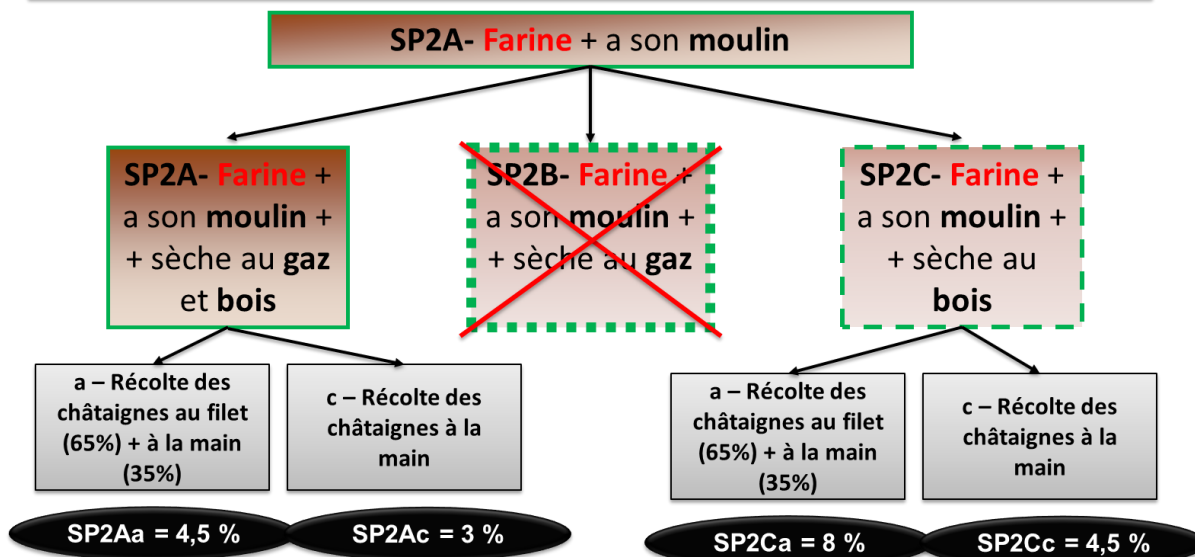 SP2A- Farine + a son moulin
SP2A- Farine +
a son moulin +
+ sèche au gaz
et bois
SP2B- Farine +
a son moulin +
+ sèche au gaz
SP2C- Farine +
a son moulin +
+ sèche au
bois
a – Récolte des
châtaignes au filet
(65%) + à la main
(35%)
c – Récolte des
châtaignes à la
main
a – Récolte des
châtaignes au filet
(65%) + à la main
(35%)
c – Récolte des
châtaignes à la
main
SP2Aa = 4,5 %
SP2Ac = 3 %
SP2Ca = 8 %
SP2Cc = 4,5 %